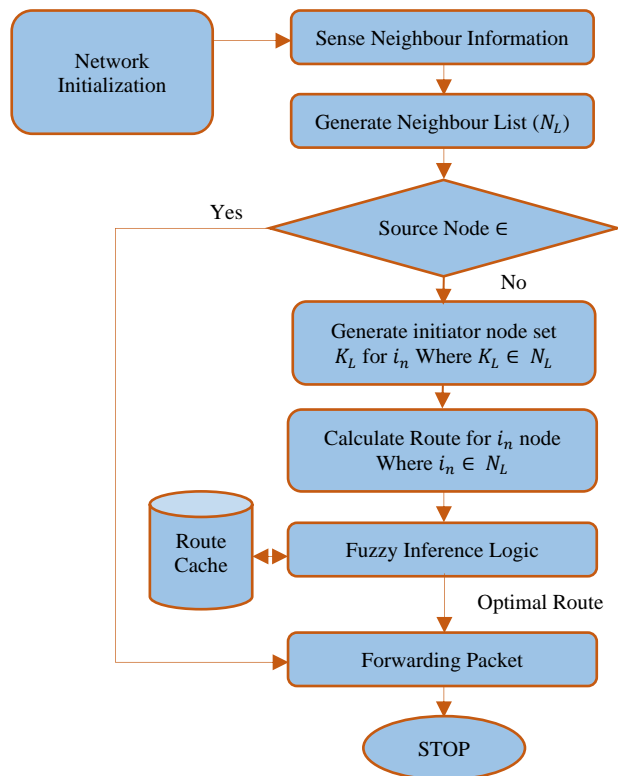 Network
Initialization
Sense Neighbour Information
Generate Neighbour List (N_L)
Yes
Source Node ∈
No
Generate initiator node set
K_L for i_n Where K_L ∈ N_L
Calculate Route for i_n node
Where i_n ∈ N_L
Route
Cache
Fuzzy Inference Logic
Optimal Route
Forwarding Packet
STOP